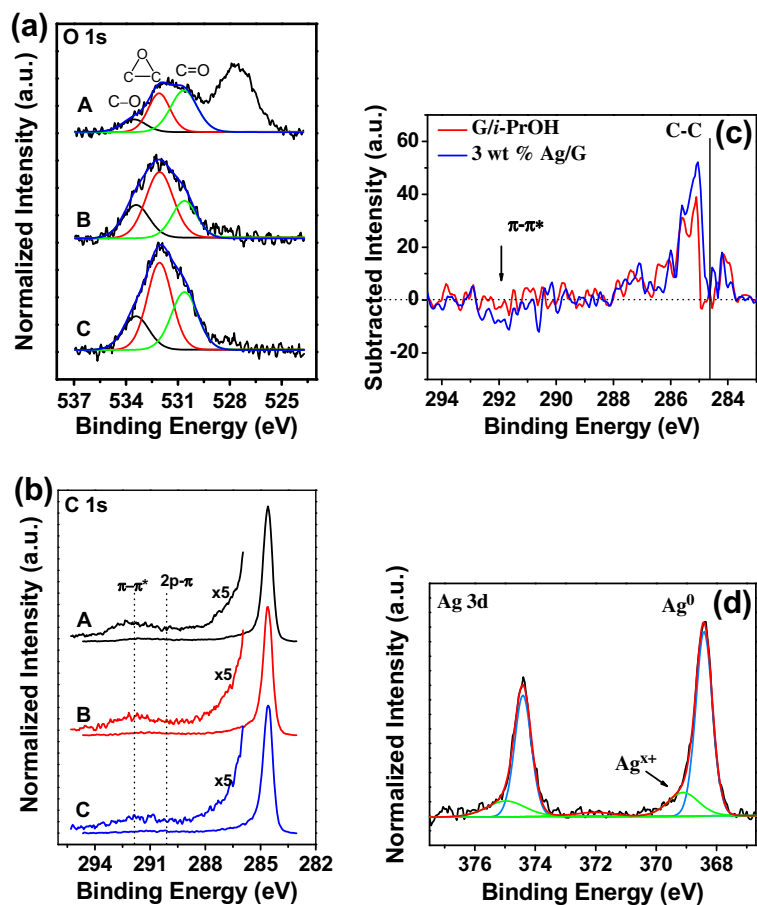 (a)
O 1s
O
C C
C=O
C–O
A
B
C
Normalized Intensity (a.u.)
537 534 531 528 525
Binding Energy (eV)
(c)
G/i-PrOH
3 wt % Ag/G
C-C
π-π*
Subtracted Intensity (a.u.)
60
40
20
0
-20
294 292 290 288 286 284
Binding Energy (eV)
(b)
C 1s
π–π*
2p-π
x5
A
x5
B
x5
C
Normalized Intensity (a.u.)
294 291 288 285 282
Binding Energy (eV)
(d)
Ag 3d
Ag⁰
Agˣ⁺
Normalized Intensity (a.u.)
376 374 372 370 368
Binding Energy (eV)